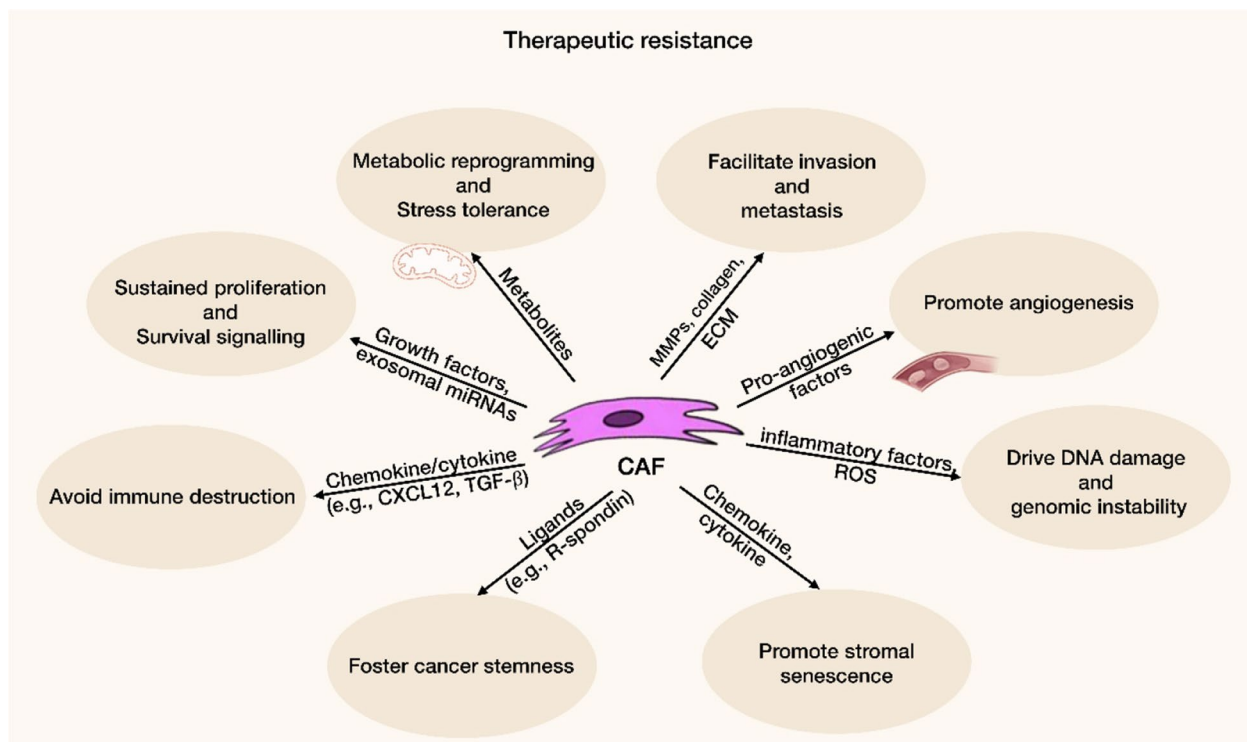 Therapeutic resistance
Metabolic reprogramming
and
Stress tolerance
Facilitate invasion
and
metastasis
Sustained proliferation
and
Survival signalling
Promote angiogenesis
Metabolites
MMPs, collagen,
ECM
Growth factors,
exosomal miRNAs
Pro-angiogenic
factors
CAF
Avoid immune destruction
Chemokine/cytokine
(e.g., CXCL12, TGF-β)
inflammatory factors,
ROS
Drive DNA damage
and
genomic instability
Ligands
(e.g., R-spondin)
Chemokine,
cytokine
Foster cancer stemness
Promote stromal
senescence